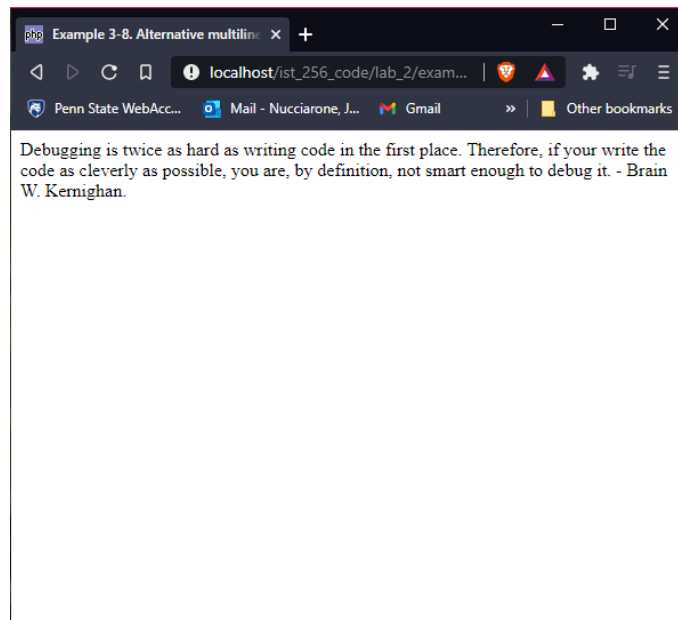 php Example 3-8. Alternative multiline
localhost/ist_256_code/lab_2/exam...
Penn State WebAcc... Mail - Nucciarone, J... Gmail » Other bookmarks
Debugging is twice as hard as writing code in the first place. Therefore, if your write the
code as cleverly as possible, you are, by definition, not smart enough to debug it. - Brain
W. Kernighan.